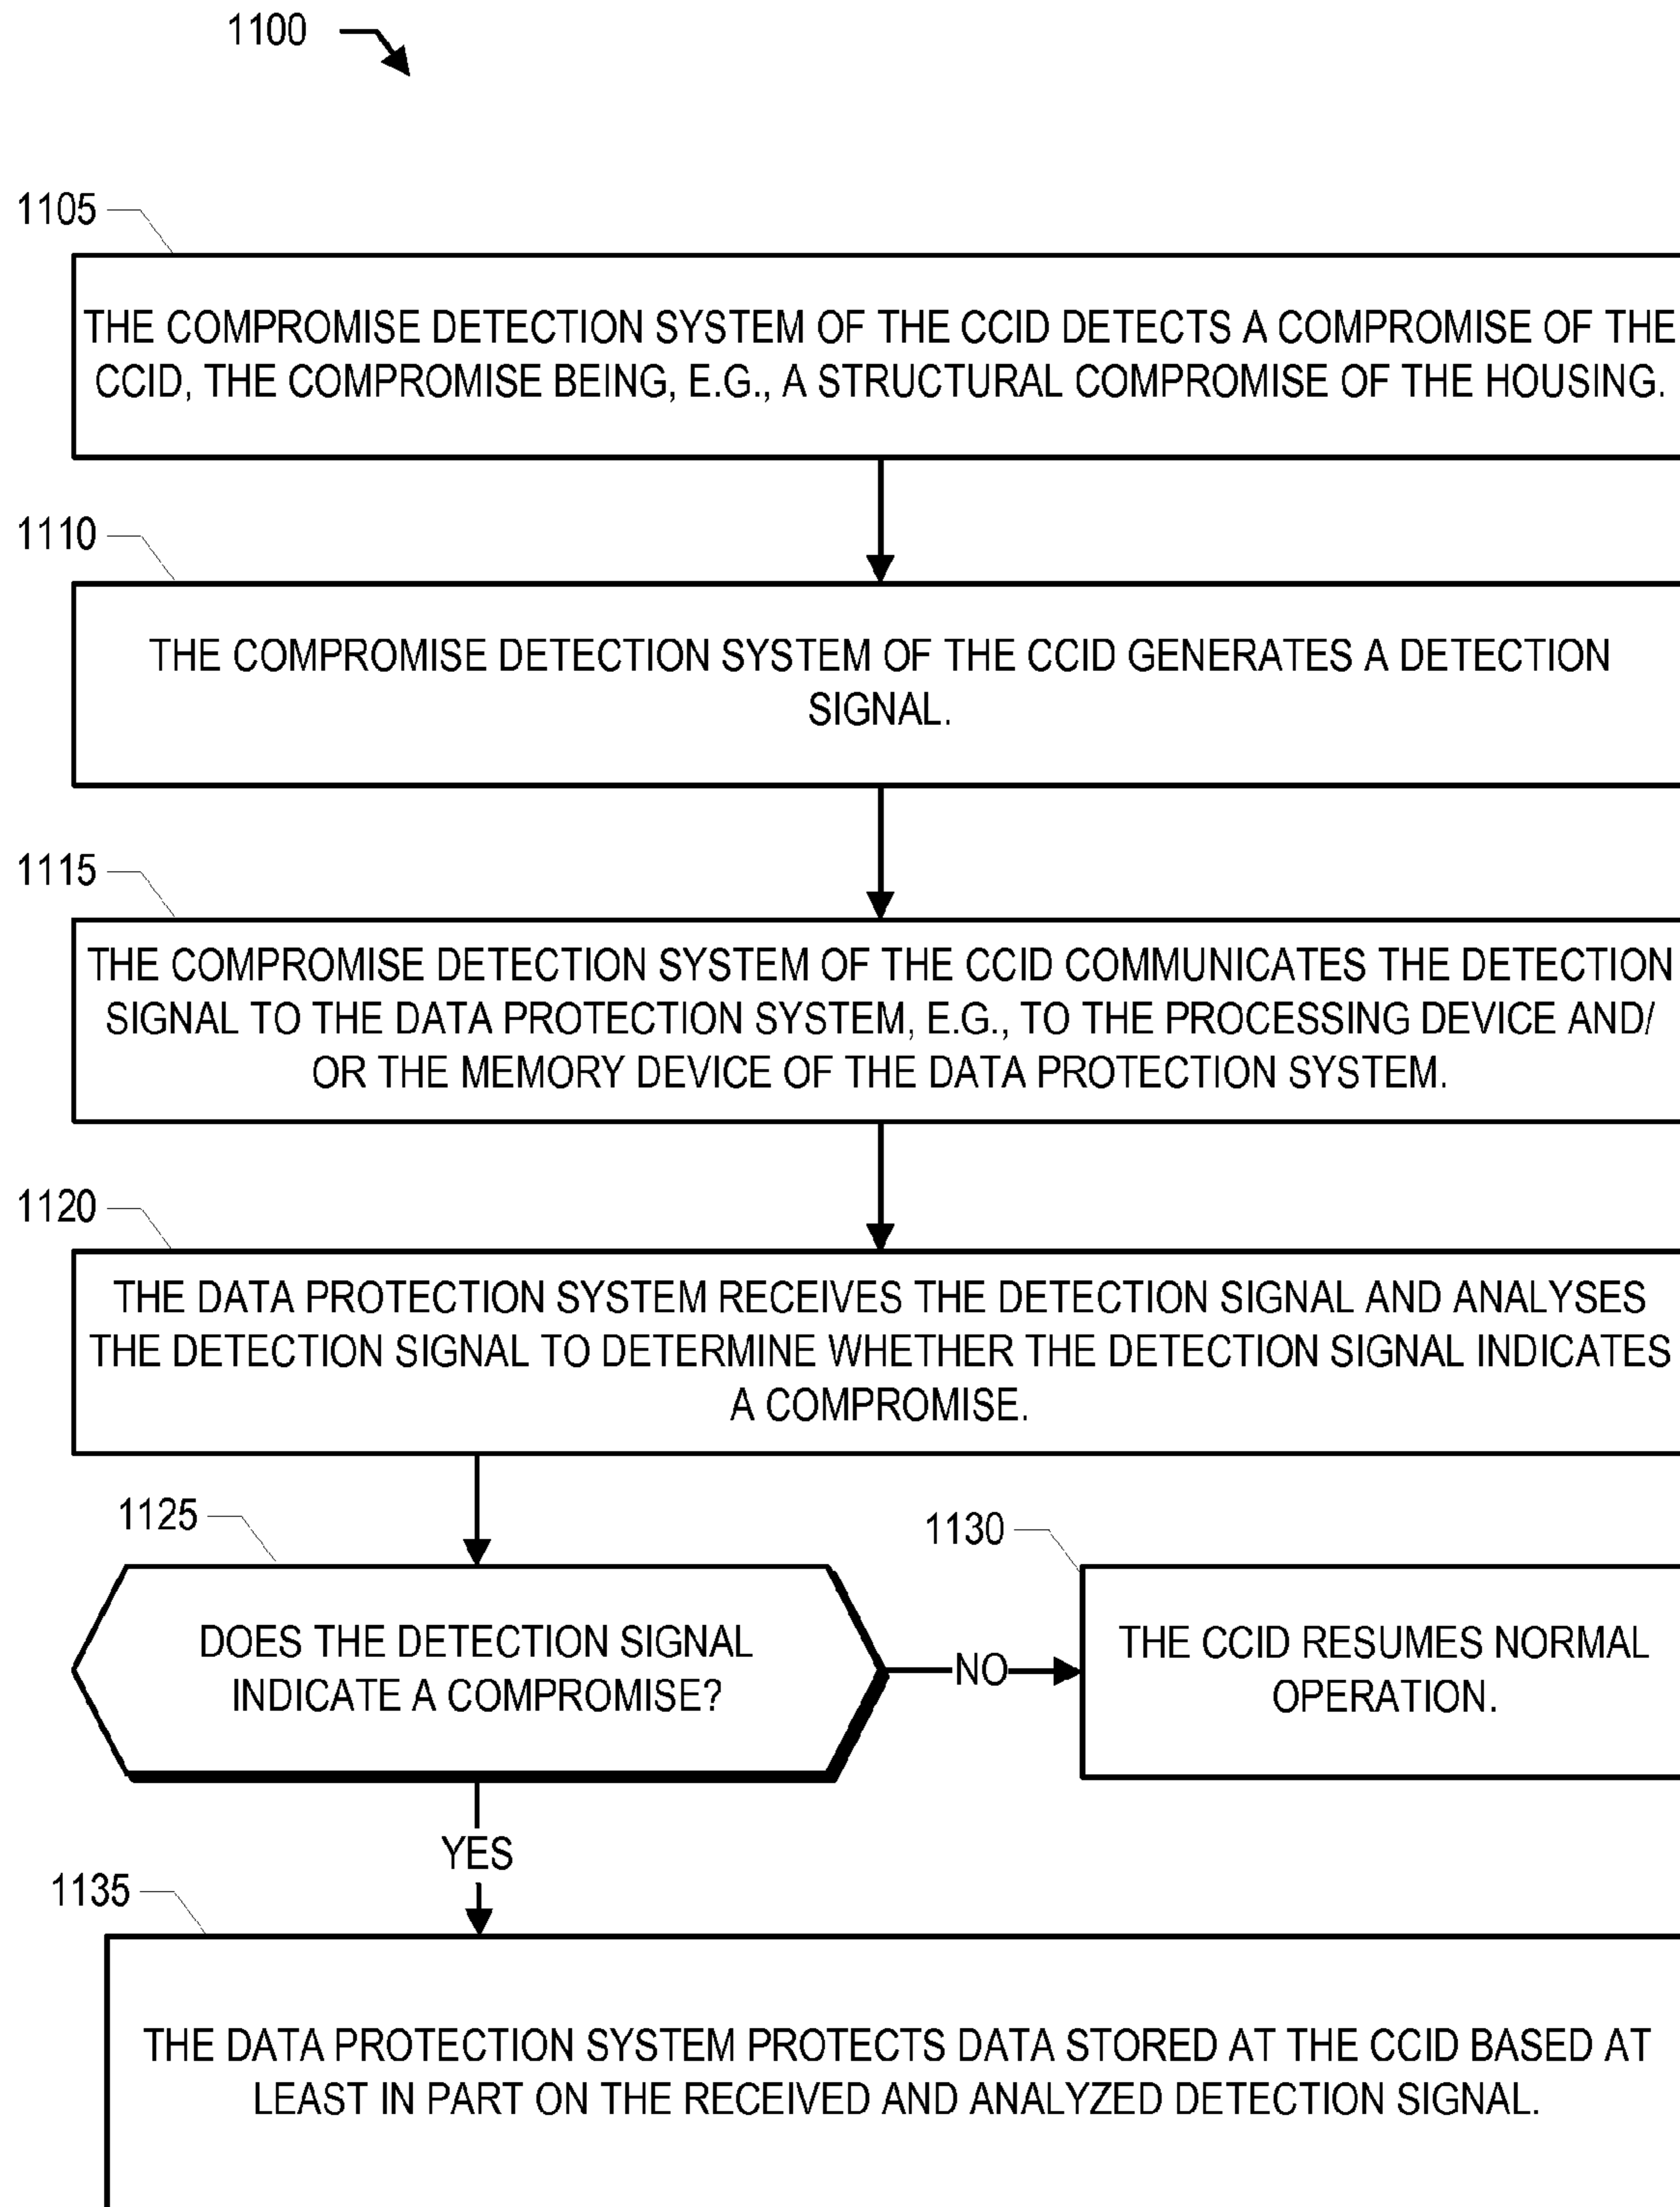 1100
1105
THE COMPROMISE DETECTION SYSTEM OF THE CCID DETECTS A COMPROMISE OF THE
CCID, THE COMPROMISE BEING, E.G., A STRUCTURAL COMPROMISE OF THE HOUSING.
1110
THE COMPROMISE DETECTION SYSTEM OF THE CCID GENERATES A DETECTION
SIGNAL.
1115
THE COMPROMISE DETECTION SYSTEM OF THE CCID COMMUNICATES THE DETECTION
SIGNAL TO THE DATA PROTECTION SYSTEM, E.G., TO THE PROCESSING DEVICE AND/
OR THE MEMORY DEVICE OF THE DATA PROTECTION SYSTEM.
1120
THE DATA PROTECTION SYSTEM RECEIVES THE DETECTION SIGNAL AND ANALYSES
THE DETECTION SIGNAL TO DETERMINE WHETHER THE DETECTION SIGNAL INDICATES
A COMPROMISE.
1125
DOES THE DETECTION SIGNAL
INDICATE A COMPROMISE?
NO
1130
THE CCID RESUMES NORMAL
OPERATION.
YES
1135
THE DATA PROTECTION SYSTEM PROTECTS DATA STORED AT THE CCID BASED AT
LEAST IN PART ON THE RECEIVED AND ANALYZED DETECTION SIGNAL.